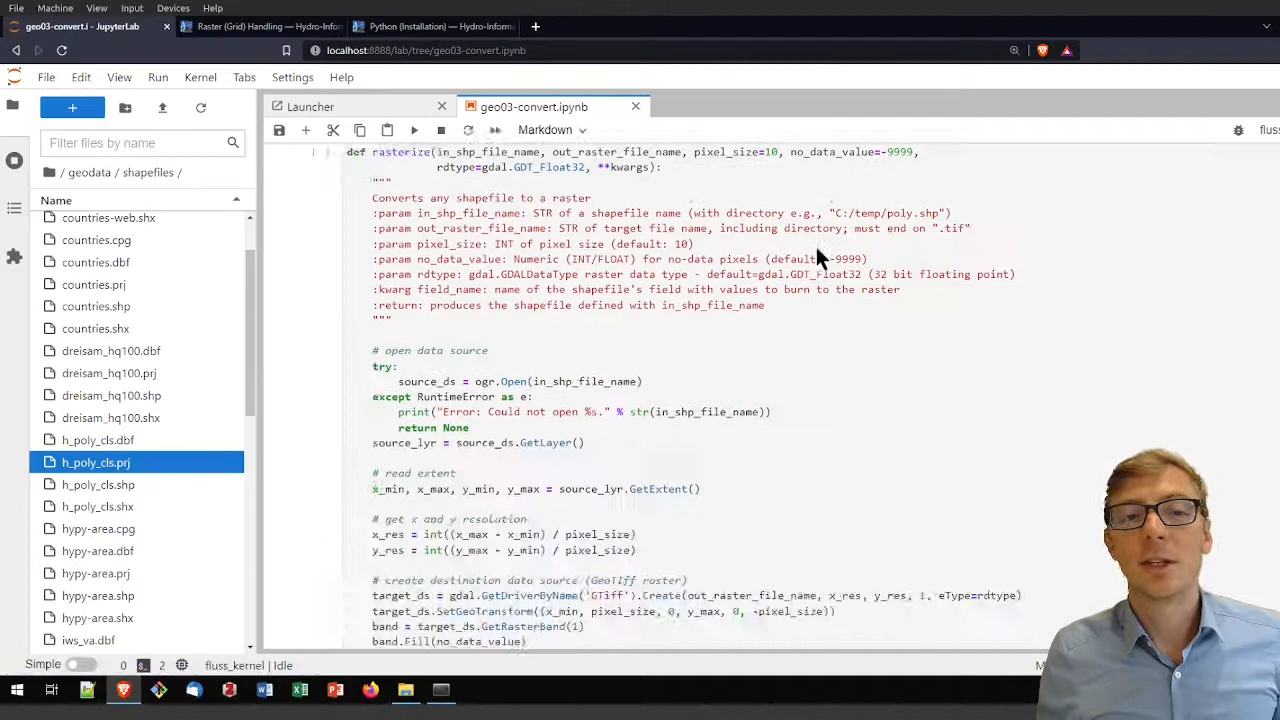 File Machine View Input Devices Help
geo03-convert.i - JupyterLab Raster (Grid) Handling — Hydro-Infor Python (Installation) — Hydro-Informa
localhost:8888/lab/tree/geo03-convert.ipynb
File Edit View Run Kernel Tabs Settings Help
Launcher geo03-convert.ipynb
Markdown
Filter files by name
/ geodata / shapefiles /
Name
countries-web.shx
countries.cpg
countries.dbf
countries.prj
countries.shp
countries.shx
dreisam_hq100.dbf
dreisam_hq100.prj
dreisam_hq100.shp
dreisam_hq100.shx
h_poly_cls.dbf
h_poly_cls.prj
h_poly_cls.shp
h_poly_cls.shx
hypy-area.cpg
hypy-area.dbf
hypy-area.prj
hypy-area.shp
hypy-area.shx
iws_va.dbf
[ ]
def rasterize(in_shp_file_name, out_raster_file_name, pixel_size=10, no_data_value=-9999,
rdtype=gdal.GDT_Float32, **kwargs):
"""
Converts any shapefile to a raster
:param in_shp_file_name: STR of a shapefile name (with directory e.g., "C:/temp/poly.shp")
:param out_raster_file_name: STR of target file name, including directory; must end on ".tif"
:param pixel_size: INT of pixel size (default: 10)
:param no_data_value: Numeric (INT/FLOAT) for no-data pixels (default: -9999)
:param rdtype: gdal.GDALDataType raster data type - default=gdal.GDT_Float32 (32 bit floating point)
:kwarg field_name: name of the shapefile's field with values to burn to the raster
:return: produces the shapefile defined with in_shp_file_name
"""
# open data source
try:
source_ds = ogr.Open(in_shp_file_name)
except RuntimeError as e:
print("Error: Could not open %s." % str(in_shp_file_name))
return None
source_lyr = source_ds.GetLayer()
# read extent
x_min, x_max, y_min, y_max = source_lyr.GetExtent()
# get x and y resolution
x_res = int((x_max - x_min) / pixel_size)
y_res = int((y_max - y_min) / pixel_size)
# create destination data source (GeoTiff raster)
target_ds = gdal.GetDriverByName('GTiff').Create(out_raster_file_name, x_res, y_res, 1, eType=rdtype)
target_ds.SetGeoTransform((x_min, pixel_size, 0, y_max, 0, -pixel_size))
band = target_ds.GetRasterBand(1)
band.Fill(no_data_value)
Simple 0 2 fluss_kernel | Idle